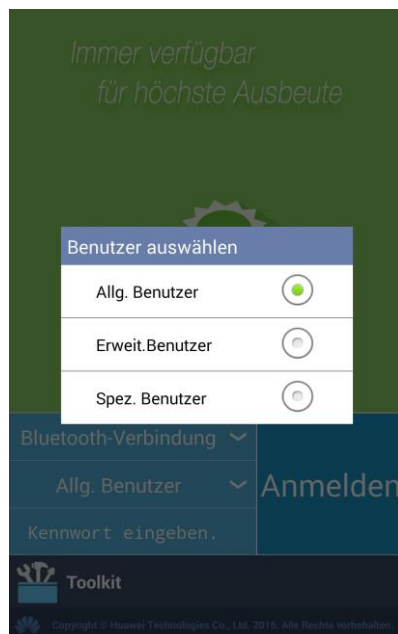 Immer verfügbar
für höchste Ausbeute
Benutzer auswählen
Allg. Benutzer
Erweit.Benutzer
Spez. Benutzer
Bluetooth-Verbindung
Allg. Benutzer
Anmelden
Kennwort eingeben.
Toolkit
Copyright © Huawei Technologies Co., Ltd. 2016. Alle Rechte vorbehalten.